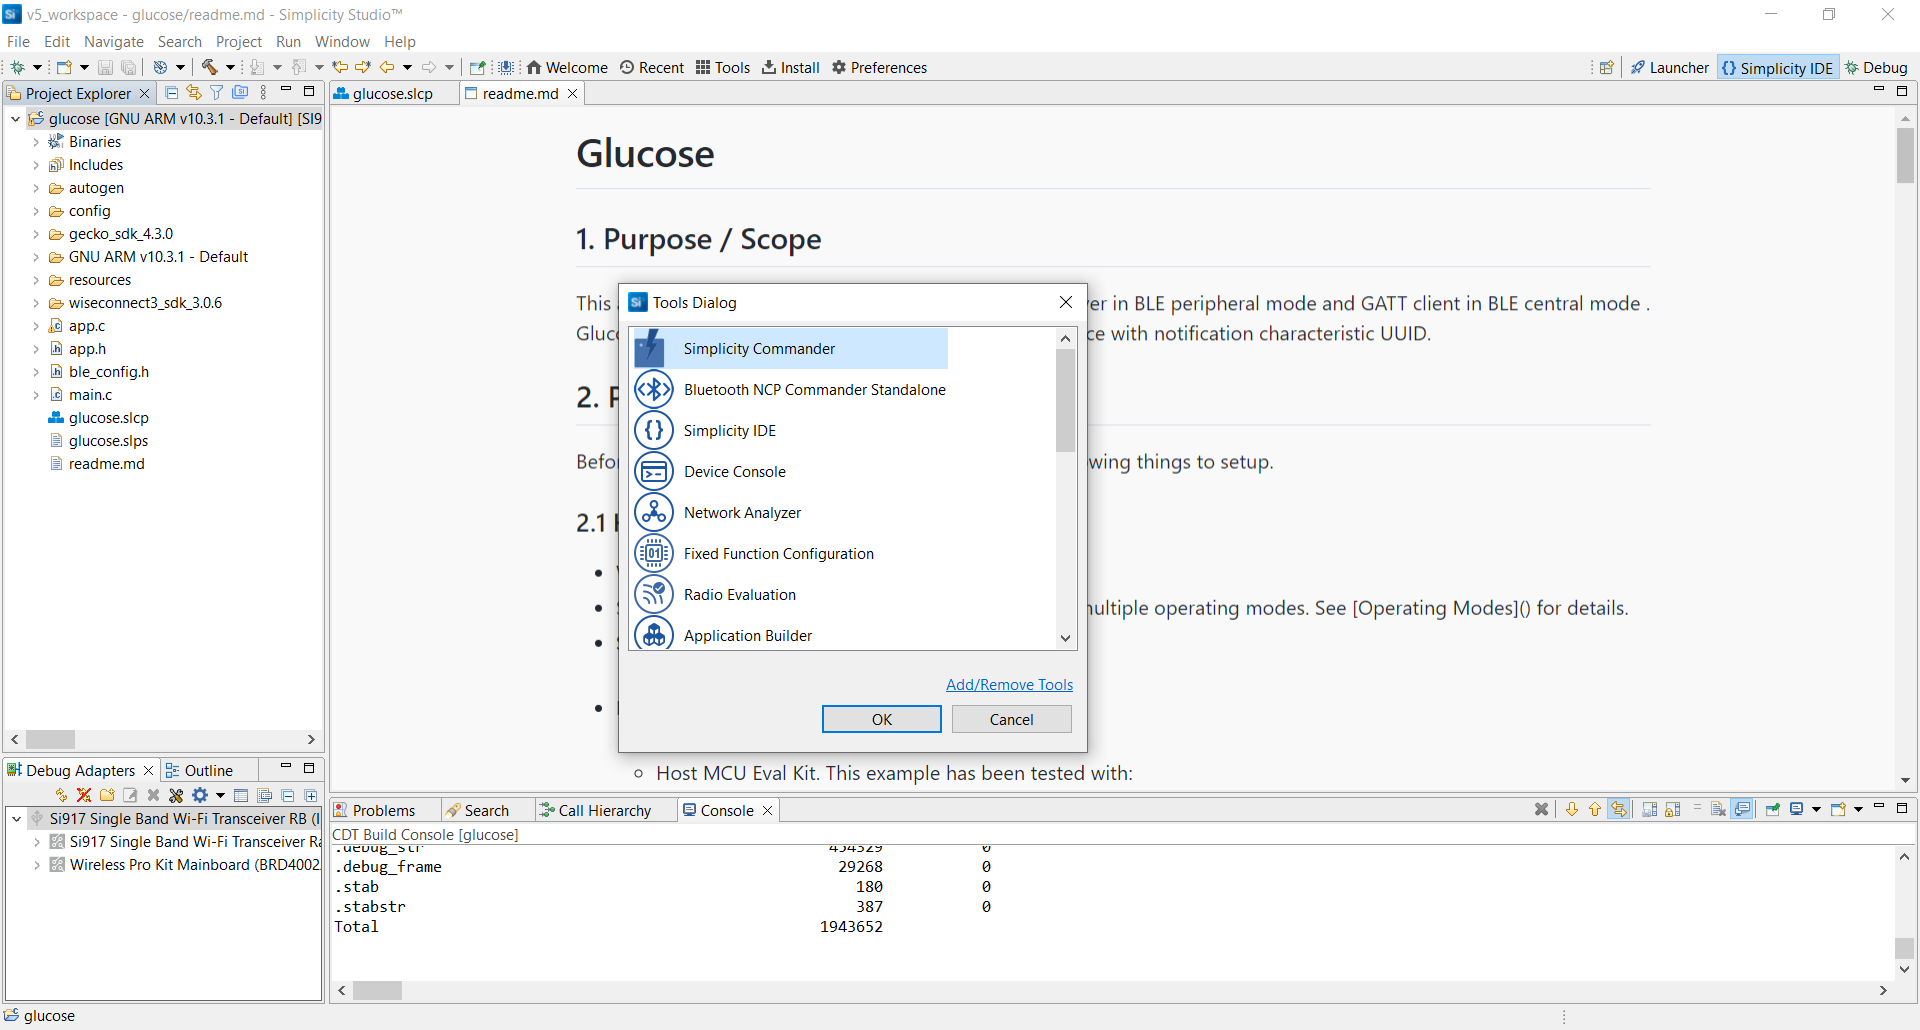 v5_workspace - glucose/readme.md - Simplicity Studio™
File Edit Navigate Search Project Run Window Help
Welcome Recent Tools Install Preferences
Launcher Simplicity IDE Debug
Project Explorer
glucose [GNU ARM v10.3.1 - Default] [SI9
Binaries
Includes
autogen
config
gecko_sdk_4.3.0
GNU ARM v10.3.1 - Default
resources
wiseconnect3_sdk_3.0.6
app.c
app.h
ble_config.h
main.c
glucose.slcp
glucose.slps
readme.md
glucose.slcp readme.md
Glucose
1. Purpose / Scope
This
er in BLE peripheral mode and GATT client in BLE central mode .
Gluc
ce with notification characteristic UUID.
2. P
Befo
wing things to setup.
2.1
ultiple operating modes. See [Operating Modes]() for details.
Host MCU Eval Kit. This example has been tested with:
Tools Dialog
Simplicity Commander
Bluetooth NCP Commander Standalone
Simplicity IDE
Device Console
Network Analyzer
Fixed Function Configuration
Radio Evaluation
Application Builder
Add/Remove Tools
OK Cancel
Debug Adapters Outline
Si917 Single Band Wi-Fi Transceiver RB (I
Si917 Single Band Wi-Fi Transceiver Ra
Wireless Pro Kit Mainboard (BRD4002
Problems Search Call Hierarchy Console
CDT Build Console [glucose]
.debug_str 454329 0
.debug_frame 29268 0
.stab 180 0
.stabstr 387 0
Total 1943652
glucose